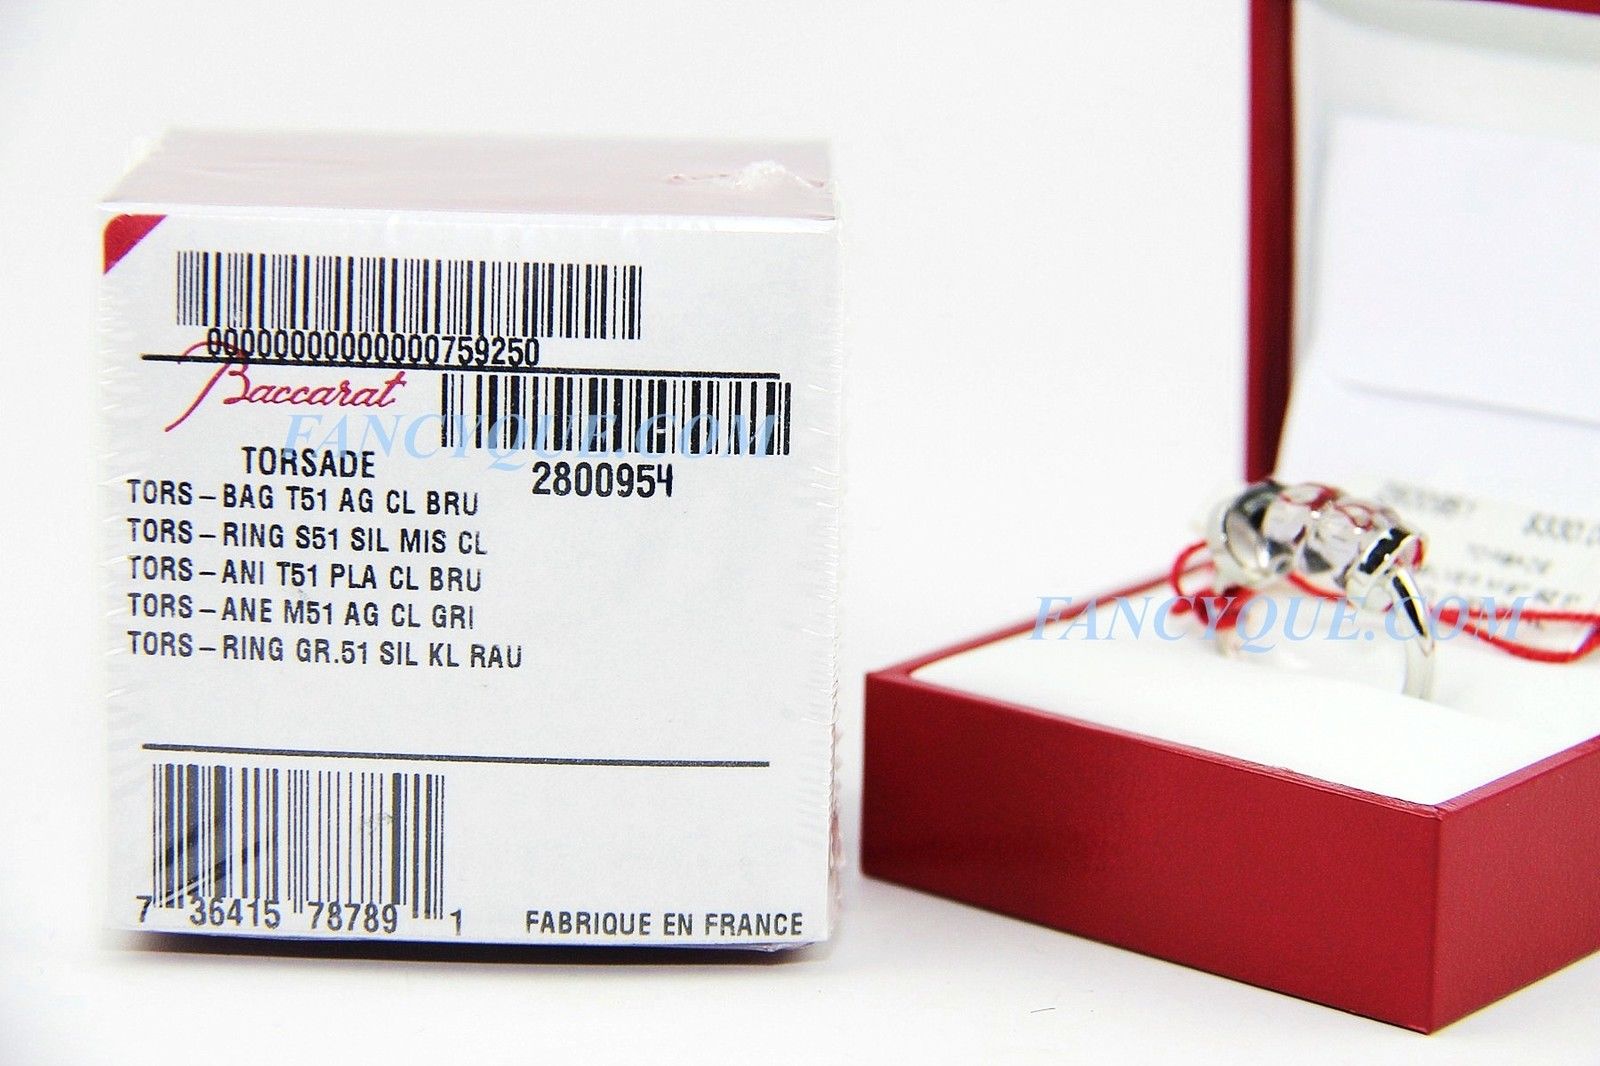 0000000000000759250
Baccarat
FANCYQUE.COM
2800954
TORSADE
TORS-BAG T51 AG CL BRU
TORS-RING S51 SIL MIS CL
TORS-ANI T51 PLA CL BRU
TORS-ANE M51 AG CL GRI
TORS-RING GR.51 SIL KL RAU
7 36415 78789 1
FABRIQUE EN FRANCE
FANCYQUE.COM